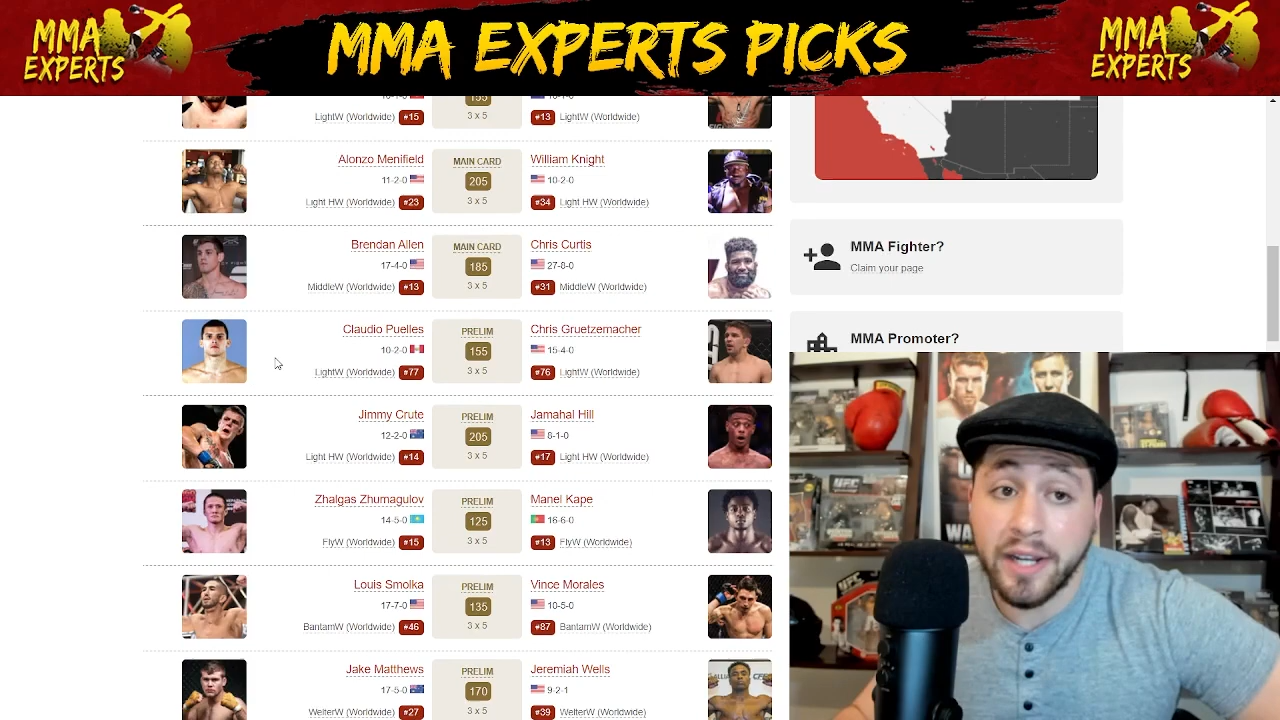 MMA
EXPERTS
MMA EXPERTS PICKS
MMA
EXPERTS
155
3 x 5
LightW (Worldwide) #15
#13 LightW (Worldwide)
Alonzo Menifield
11-2-0
Light HW (Worldwide) #23
MAIN CARD
205
3 x 5
William Knight
10-2-0
#34 Light HW (Worldwide)
Brendan Allen
17-4-0
MiddleW (Worldwide) #13
MAIN CARD
185
3 x 5
Chris Curtis
27-8-0
#31 MiddleW (Worldwide)
Claudio Puelles
10-2-0
LightW (Worldwide) #77
PRELIM
155
3 x 5
Chris Gruetzemacher
15-4-0
#76 LightW (Worldwide)
Jimmy Crute
12-2-0
Light HW (Worldwide) #14
PRELIM
205
3 x 5
Jamahal Hill
8-1-0
#17 Light HW (Worldwide)
Zhalgas Zhumagulov
14-5-0
FlyW (Worldwide) #15
PRELIM
125
3 x 5
Manel Kape
16-6-0
#13 FlyW (Worldwide)
Louis Smolka
17-7-0
BantamW (Worldwide) #46
PRELIM
135
3 x 5
Vince Morales
10-5-0
#87 BantamW (Worldwide)
Jake Matthews
17-5-0
WelterW (Worldwide) #27
PRELIM
170
3 x 5
Jeremiah Wells
9-2-1
#39 WelterW (Worldwide)
MMA Fighter?
Claim your page
MMA Promoter?
UFC
UFC